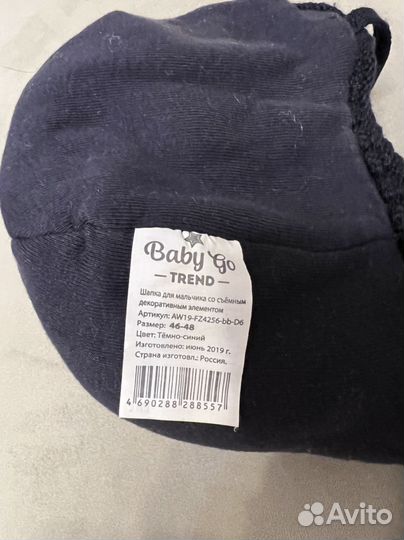 Baby Go
TREND
Шапка для мальчика со съёмным
декоративным элементом
Артикул: AW19-FZ4256-bb-D6
Размер: 46-48
Цвет: Тёмно-синий
Изготовлено: июнь 2019 г.
Страна изготовл.: Россия.
4 690288 288557
Avito